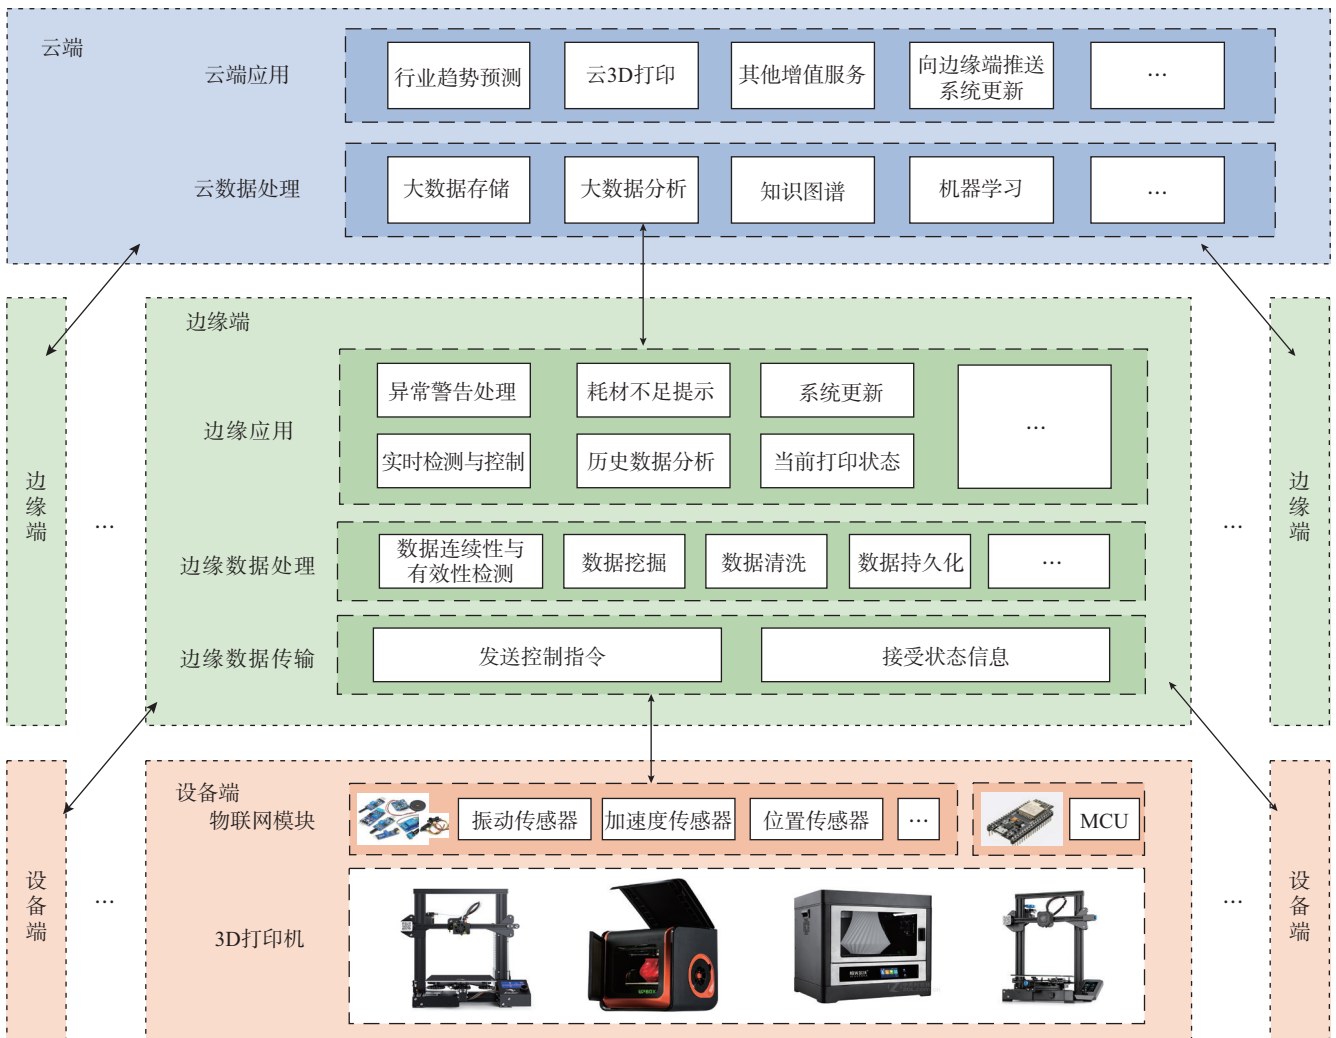 云端
云端应用
行业趋势预测
云3D打印
其他增值服务
向边缘端推送
系统更新
...
云数据处理
大数据存储
大数据分析
知识图谱
机器学习
...
边缘端
边缘应用
异常警告处理
耗材不足提示
系统更新
...
实时检测与控制
历史数据分析
当前打印状态
边缘端
...
...
边缘端
边缘数据处理
数据连续性与
有效性检测
数据挖掘
数据清洗
数据持久化
...
边缘数据传输
发送控制指令
接受状态信息
设备端
物联网模块
振动传感器
加速度传感器
位置传感器
...
MCU
设备端
...
3D打印机
...
设备端